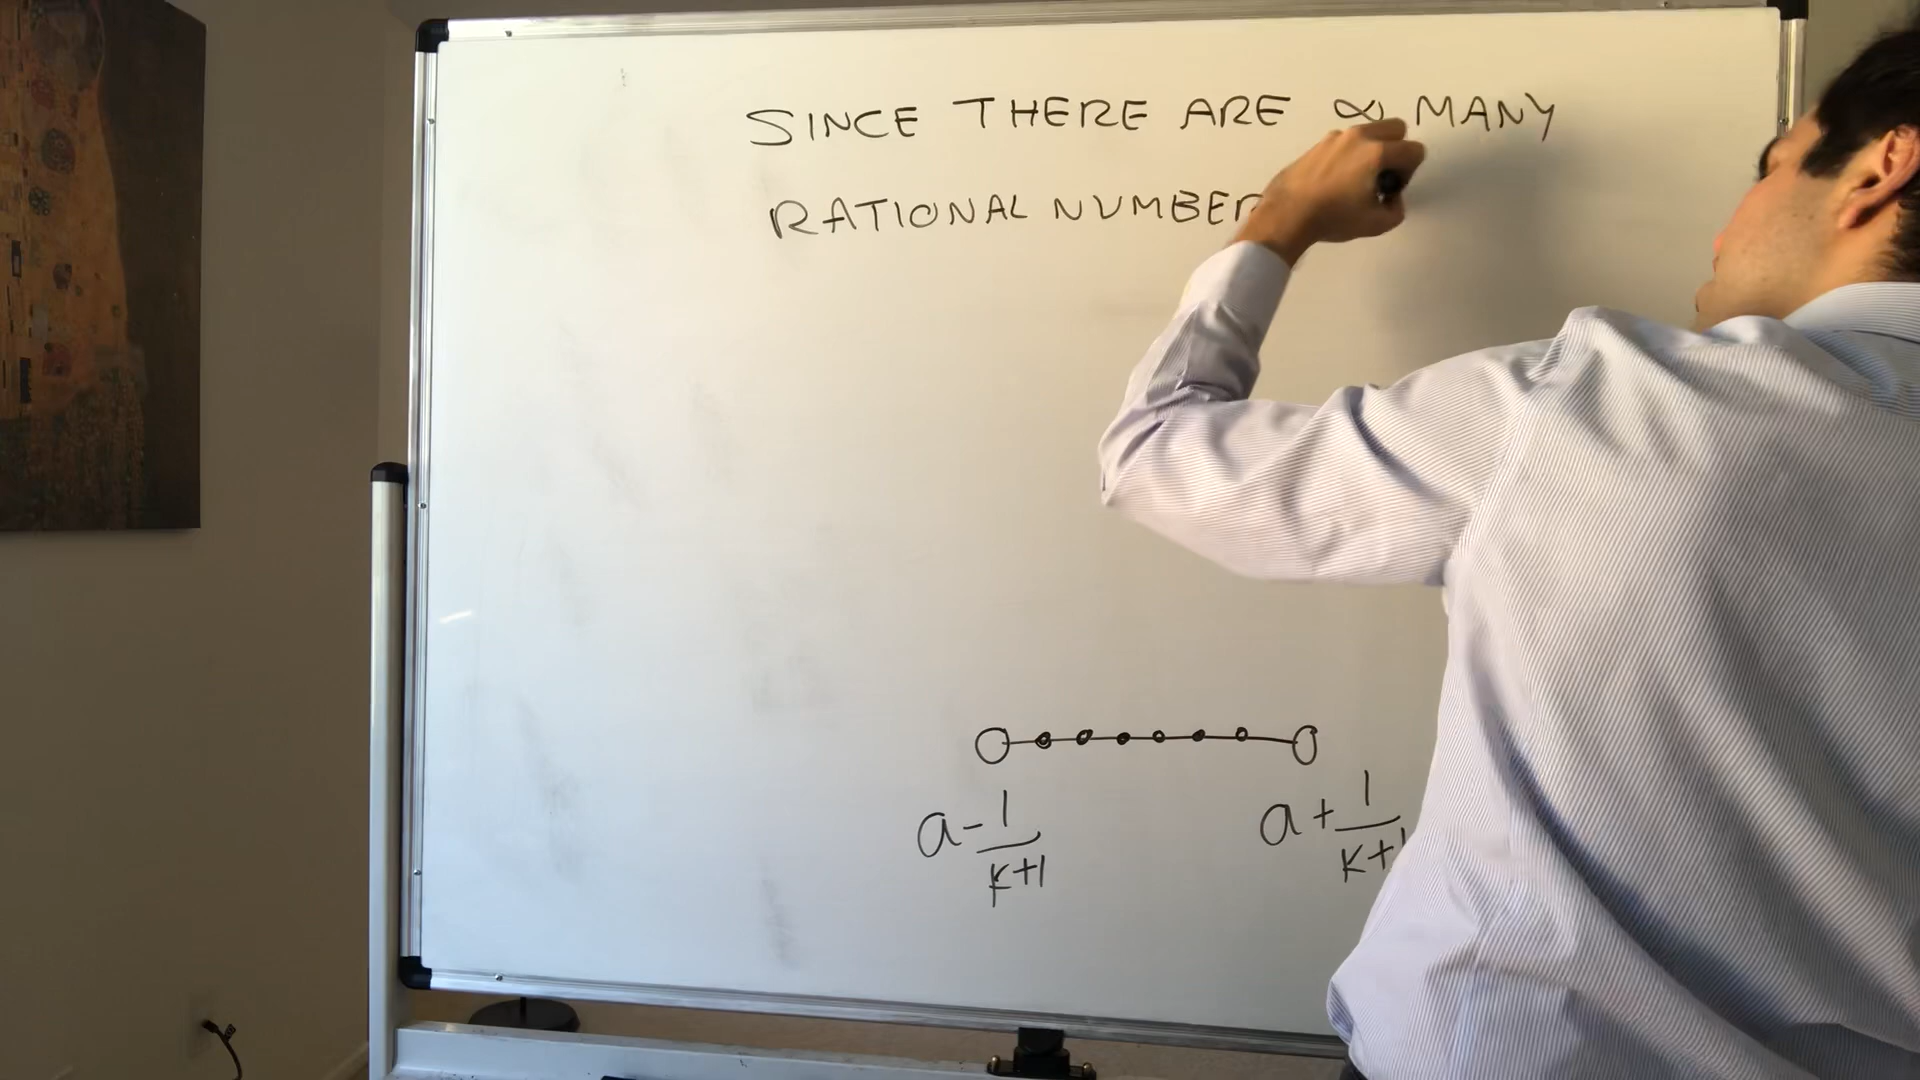 SINCE THERE ARE ∞ MANY
RATIONAL NUMBER
a - 1/k+1
a + 1/k+1